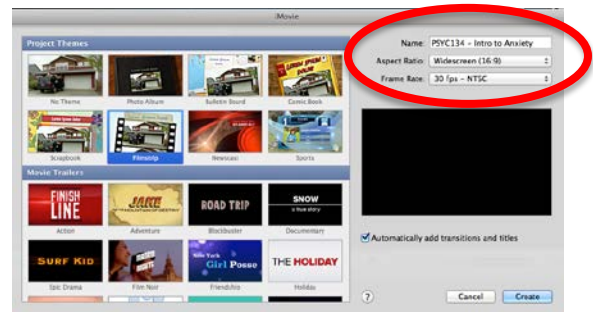 iMovie
Project Themes
Name: PSYC134 - Intro to Anxiety
Aspect Ratio: Widescreen (16:9)
Frame Rate: 30 fps - NTSC
No Theme
Photo Album
Bulletin Board
Comic Book
Scrapbook
Filmstrip
Newscast
Sports
Movie Trailers
FINISH
LINE
JANE
ROAD TRIP
SNOW
a true story
Action
Adventure
Blockbuster
Documentary
Automatically add transitions and titles
SURF KID
New York
Girl Posse
THE HOLIDAY
Epic Drama
Film Noir
Friendship
Holiday
?
Cancel
Create